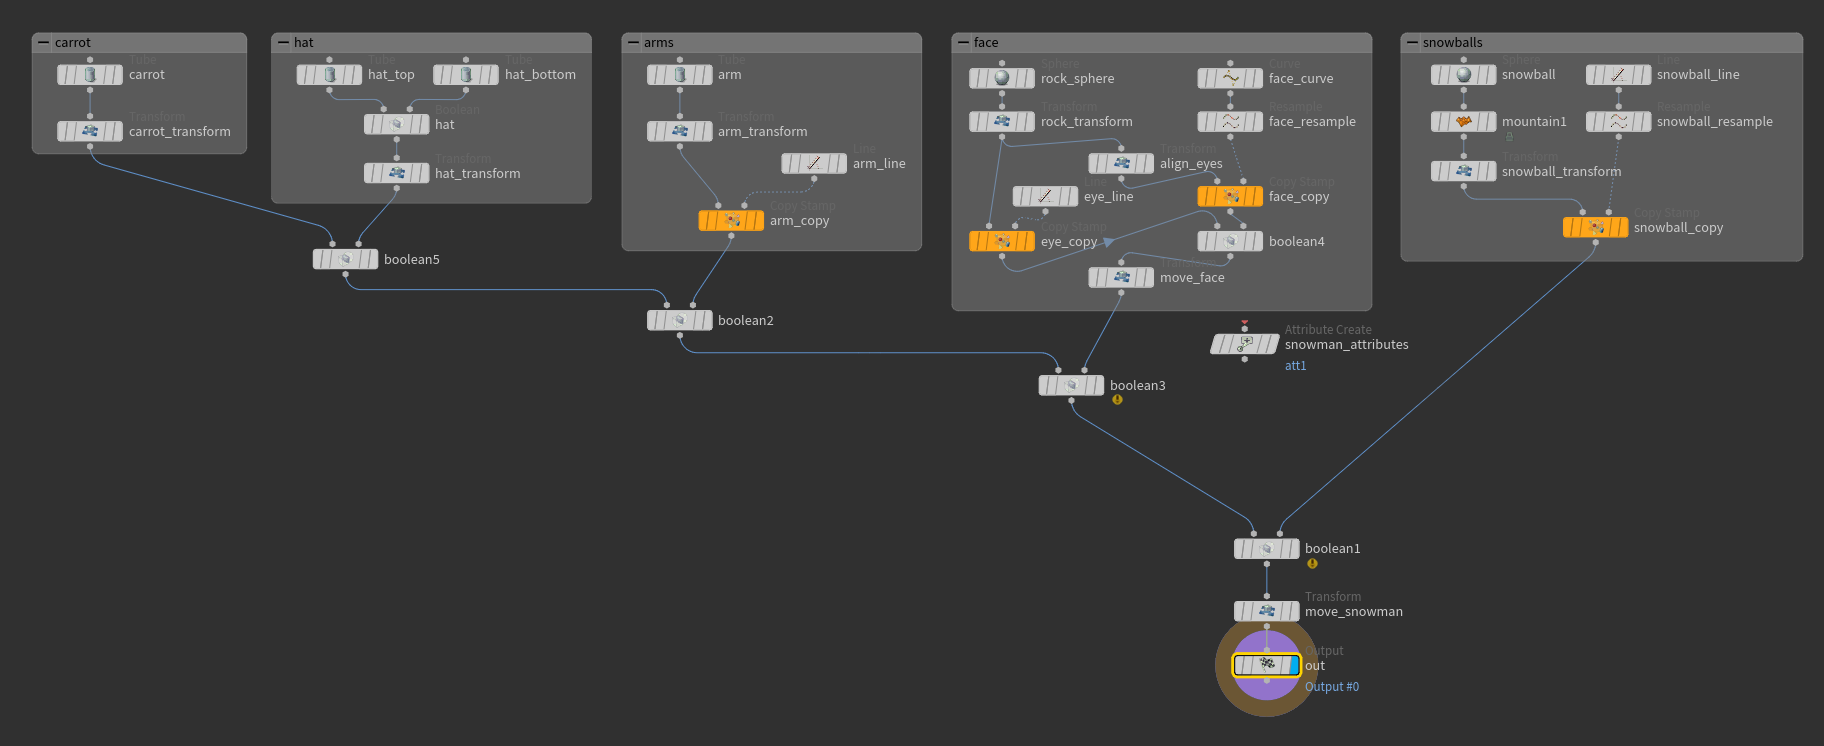 carrot
Tube
carrot
Transform
carrot_transform
hat
Tube
hat_top
Tube
hat_bottom
Boolean
hat
Transform
hat_transform
boolean5
arms
Tube
arm
Transform
arm_transform
Line
arm_line
Copy Stamp
arm_copy
boolean2
face
Sphere
rock_sphere
Curve
face_curve
Transform
rock_transform
Resample
face_resample
Transform
align_eyes
Line
eye_line
Copy Stamp
face_copy
Copy Stamp
eye_copy
boolean4
Transform
move_face
Attribute Create
snowman_attributes
att1
boolean3
snowballs
Sphere
snowball
Line
snowball_line
mountain1
Resample
snowball_resample
Transform
snowball_transform
Copy Stamp
snowball_copy
boolean1
Transform
move_snowman
Output
out
Output #0